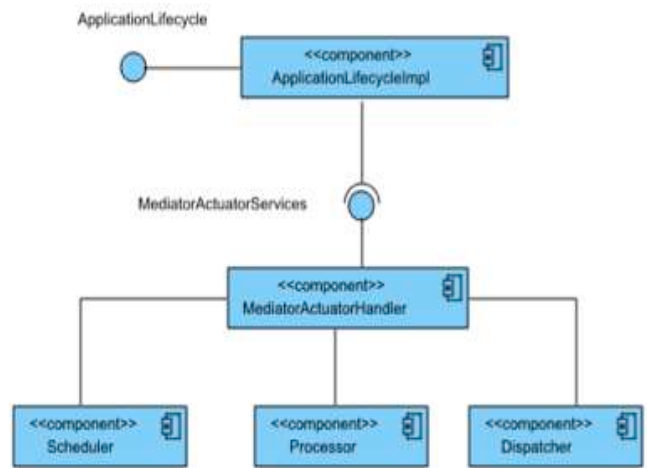 ApplicationLifecycle
<<component>>
ApplicationLifecycleImpl
MediatorActuatorServices
<<component>>
MediatorActuatorHandler
<<component>>
Scheduler
<<component>>
Processor
<<component>>
Dispatcher